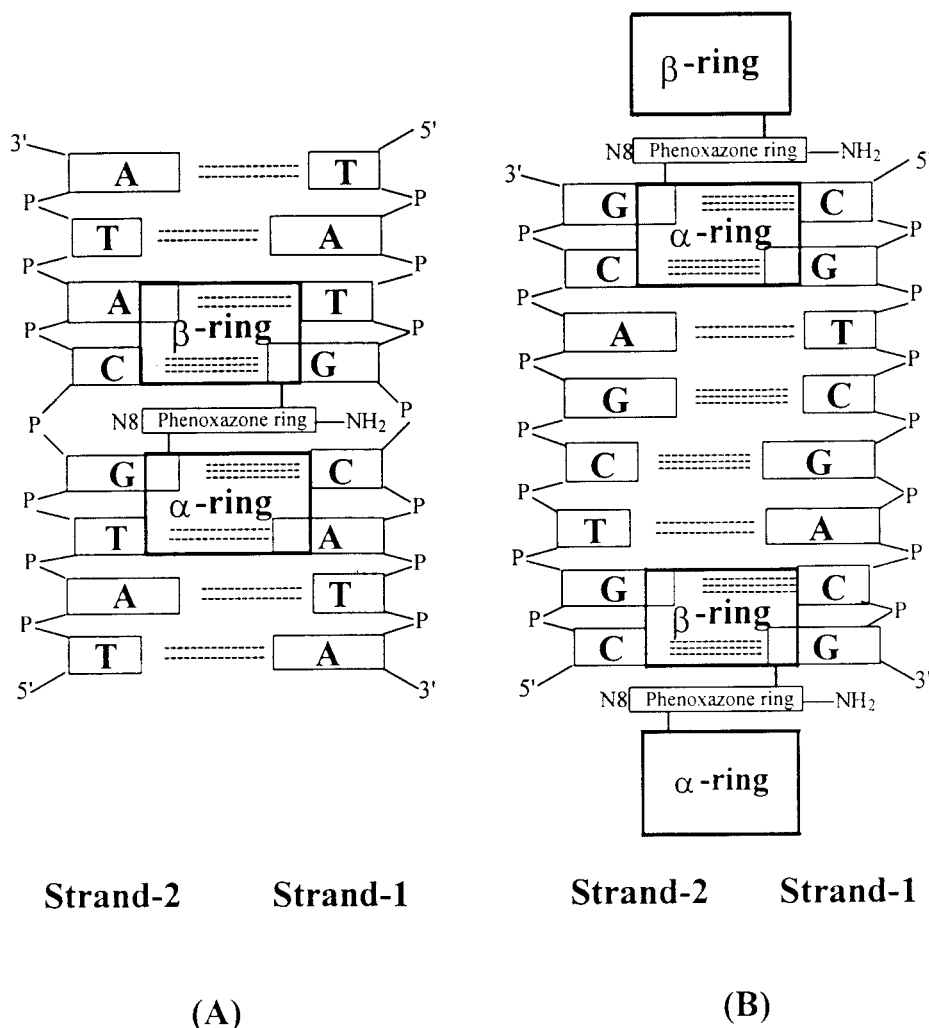 β-ring
N8 Phenoxazone ring NH₂
3' 5'
A T
P P
T A
P P
A T
β-ring
P P
C G
P P
N8 Phenoxazone ring NH₂
G C
α-ring
P P
T A
P P
A T
P P
T A
5' 3'
3' 5'
G C
α-ring
P P
C G
P P
A T
P P
G C
P P
C G
P P
T A
P P
G C
β-ring
P P
C G
5' 3'
N8 Phenoxazone ring NH₂
α-ring
Strand-2 Strand-1
Strand-2 Strand-1
(A)
(B)